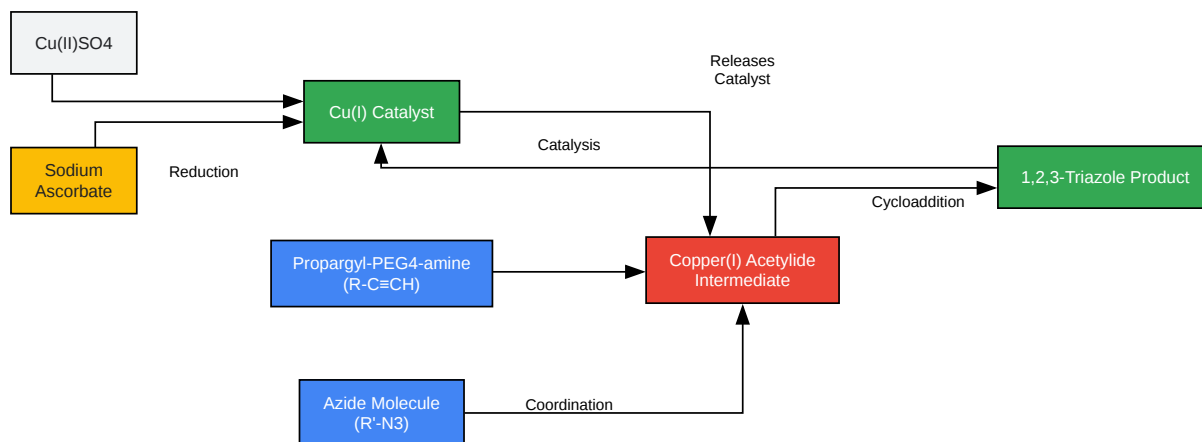 Cu(II)SO4
Releases
Catalyst
Cu(I) Catalyst
Catalysis
Sodium
Ascorbate
Reduction
1,2,3-Triazole Product
Cycloaddition
Propargyl-PEG4-amine
(R-C≡CH)
Copper(I) Acetylide
Intermediate
Azide Molecule
(R'-N3)
Coordination